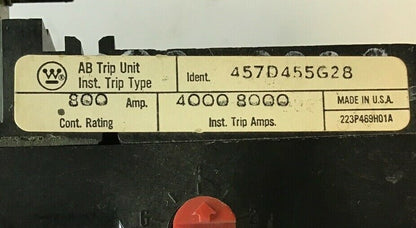 AB Trip Unit
Inst. Trip Type
Ident. 457D455G28
800 Amp.
Cont. Rating
4000 8000
Inst. Trip Amps.
MADE IN U.S.A.
223P469H01A